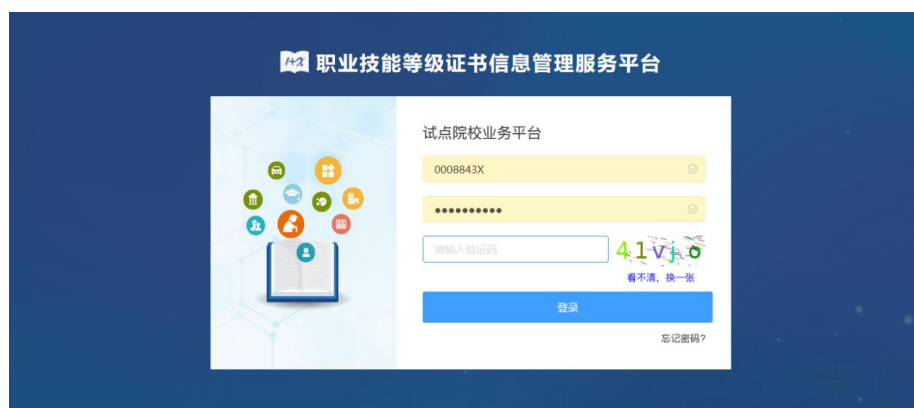 1+X 职业技能等级证书信息管理服务平台
试点院校业务平台
0008843X
••••••••••
请输入验证码
41vjo
看不清，换一张
登录
忘记密码?